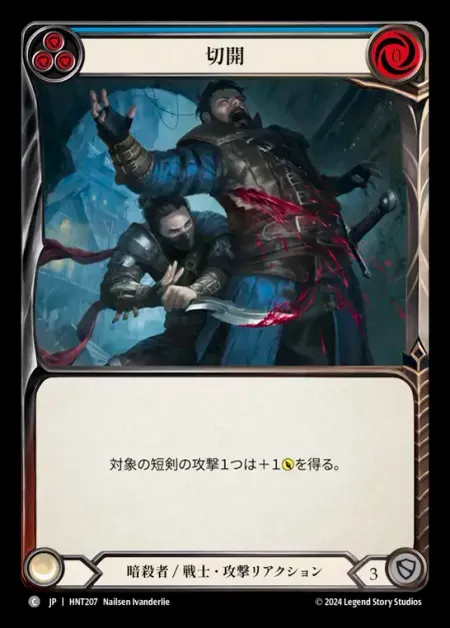 0
切開
対象の短剣の攻撃1つは+1を得る。
暗殺者 / 戦士・攻撃リアクション
3
C JP | HNT207 Nailsen Ivanderlie
© 2024 Legend Story Studios